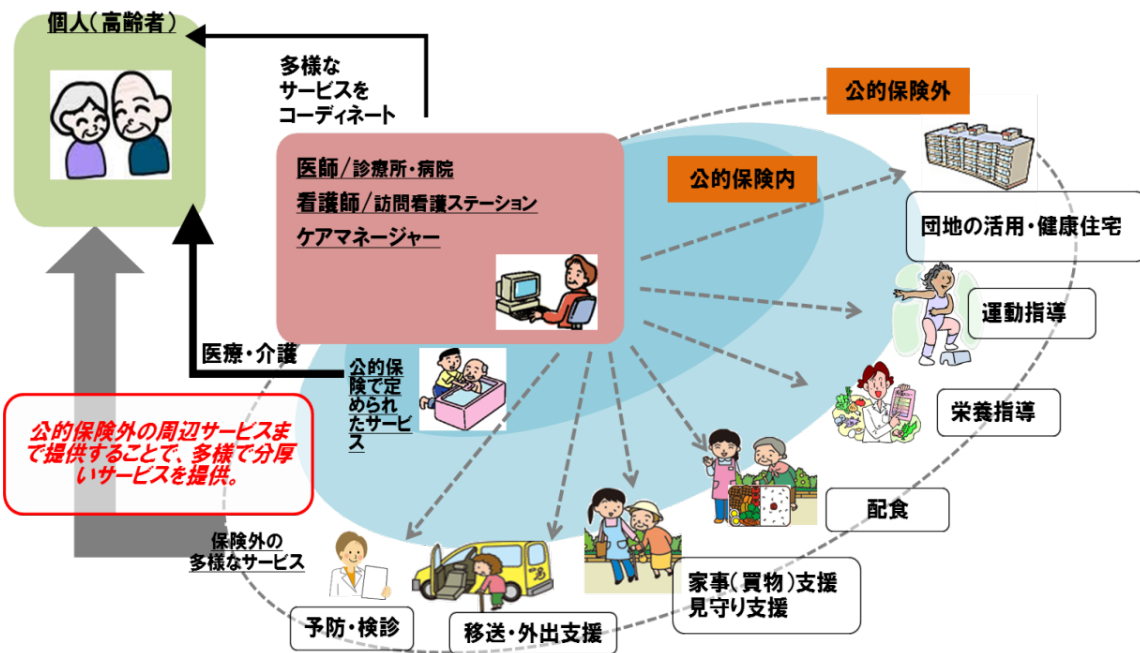 個人(高齢者)
多様な
サービスを
コーディネート
公的保険外
公的保険内
医師/診療所・病院
看護師/訪問看護ステーション
ケアマネージャー
団地の活用・健康住宅
運動指導
栄養指導
配食
家事(買物)支援
見守り支援
移送・外出支援
予防・検診
医療・介護
公的保
険で定
められ
たサービ
ス
公的保険外の周辺サービスま
で提供することで、多様で分厚
いサービスを提供。
保険外の
多様なサービス